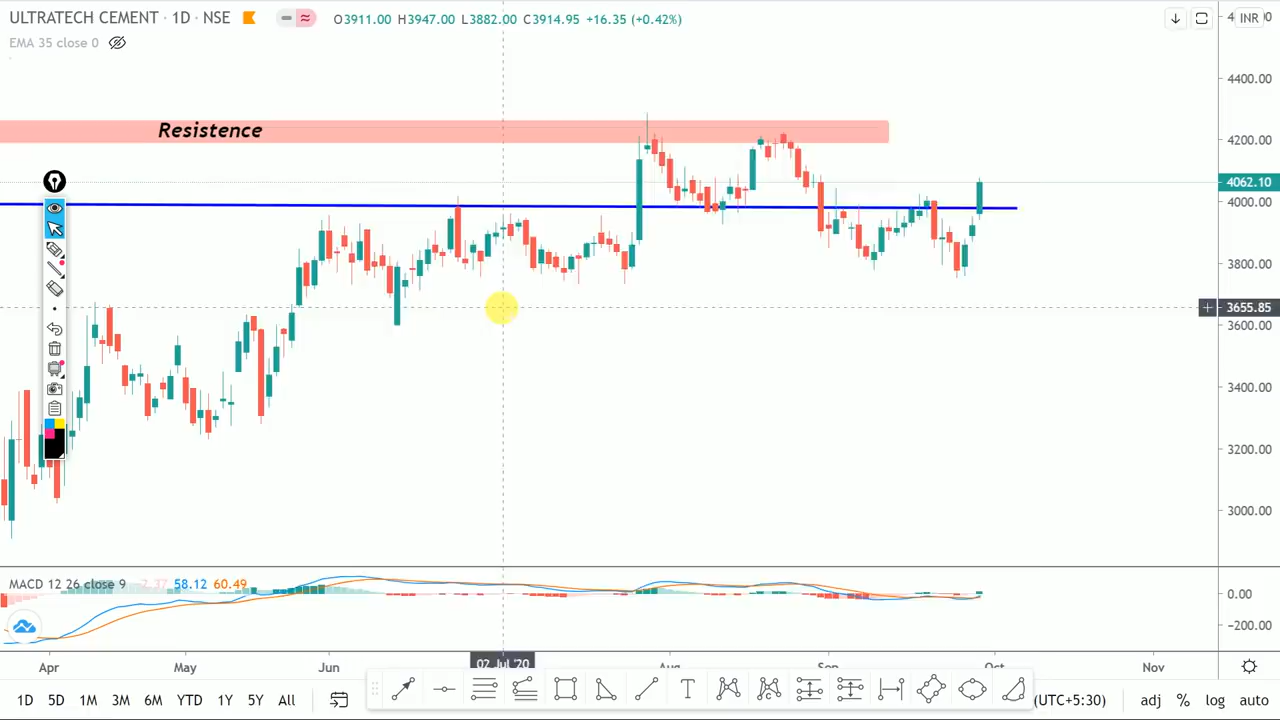 ULTRATECH CEMENT · 1D · NSE O3911.00 H3947.00 L3882.00 C3914.95 +16.35 (+0.42%) INR
EMA 35 close 0
4400.00
Resistence
4200.00
4062.10
4000.00
3800.00
3655.85
3600.00
3400.00
3200.00
3000.00
MACD 12 26 close 9 -2.37 58.12 60.49
0.00
-200.00
Apr May Jun 02 Jul '20 Aug Sep Oct Nov
1D 5D 1M 3M 6M YTD 1Y 5Y All (UTC+5:30) adj % log auto